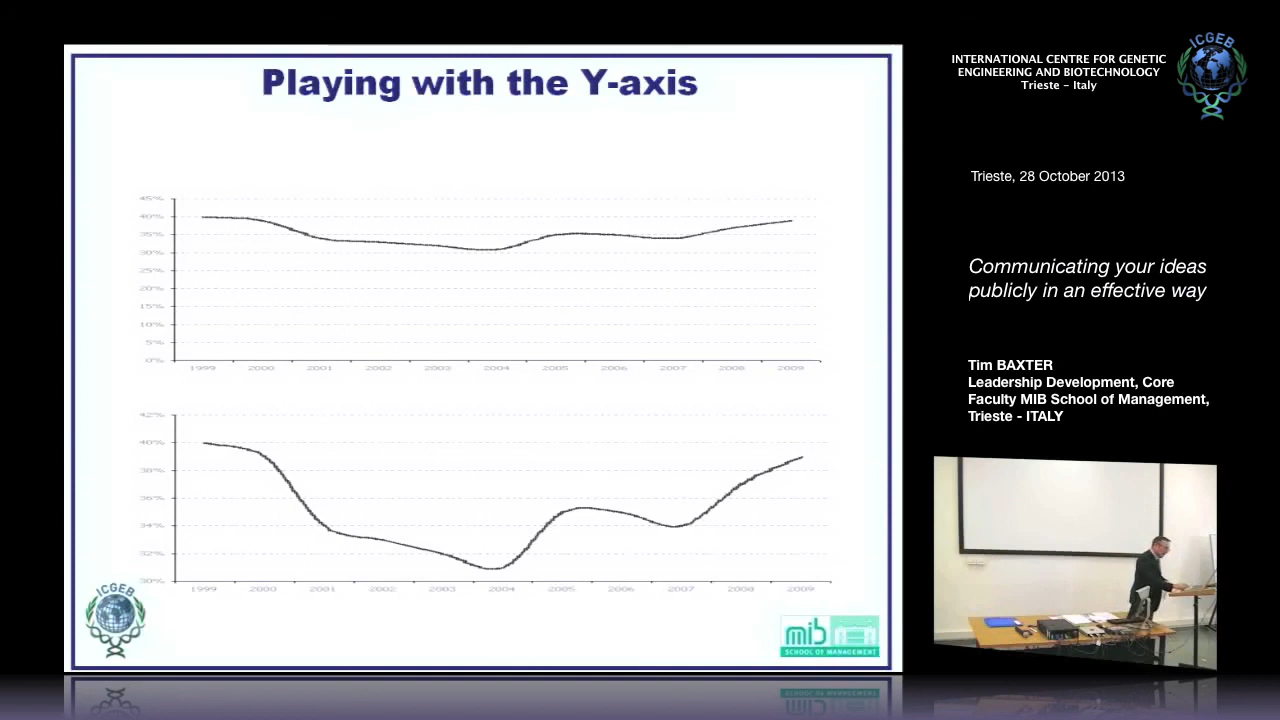 Playing with the Y-axis
45%
40%
35%
30%
25%
20%
15%
10%
5%
0%
1999 2000 2001 2002 2003 2004 2005 2006 2007 2008 2009
42%
40%
38%
36%
34%
32%
30%
1999 2000 2001 2002 2003 2004 2005 2006 2007 2008 2009
ICGEB
mib
SCHOOL OF MANAGEMENT
INTERNATIONAL CENTRE FOR GENETIC
ENGINEERING AND BIOTECHNOLOGY
Trieste - Italy
ICGEB
Trieste, 28 October 2013
Communicating your ideas
publicly in an effective way
Tim BAXTER
Leadership Development, Core
Faculty MIB School of Management,
Trieste - ITALY